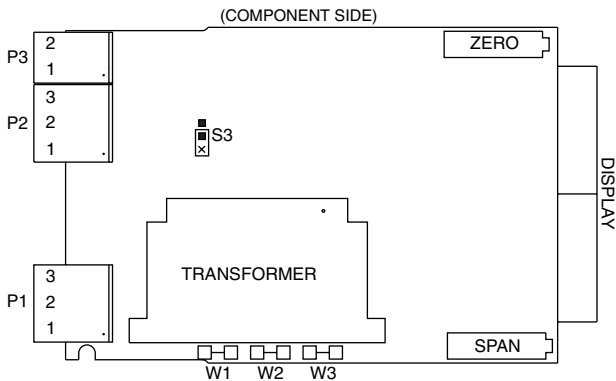 (COMPONENT SIDE)
P3
2
1
ZERO
P2
3
2
1
S3
DISPLAY
TRANSFORMER
P1
3
2
1
SPAN
W1 W2 W3